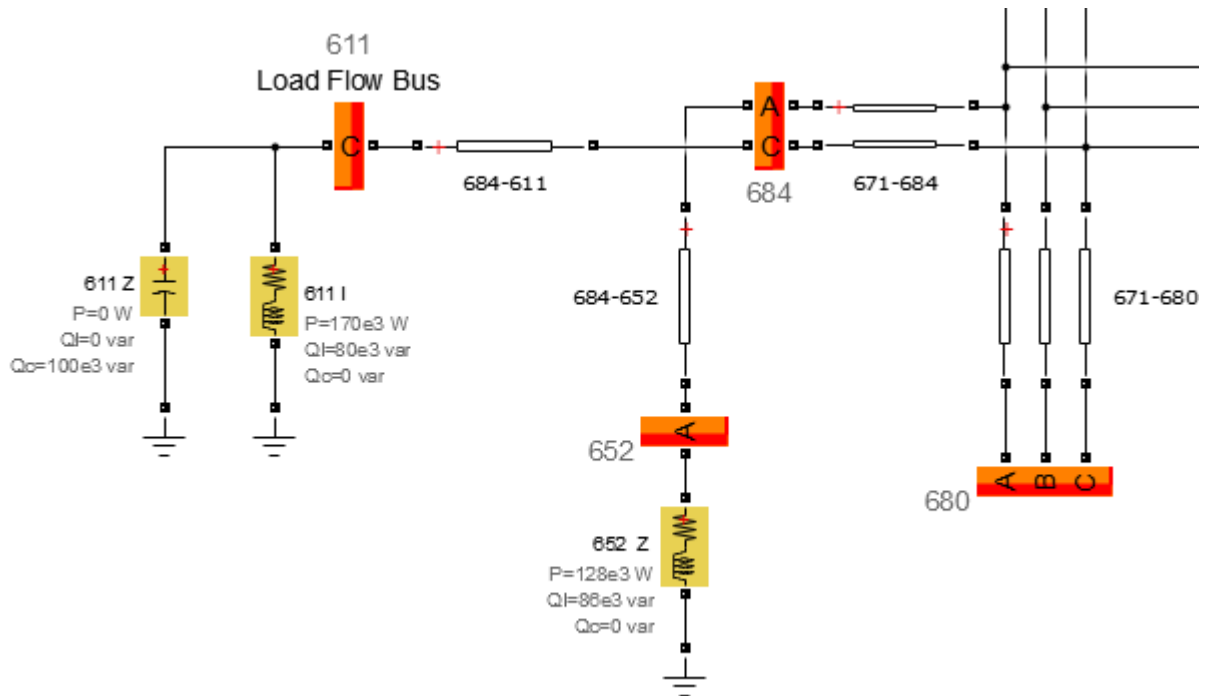 611
Load Flow Bus
C
684-611
A
C
684
671-684
611 Z
P=0 W
Ql=0 var
Qc=100e3 var
611 I
P=170e3 W
Ql=80e3 var
Qc=0 var
684-652
671-680
A
652
A B C
680
652 Z
P=128e3 W
Ql=86e3 var
Qc=0 var